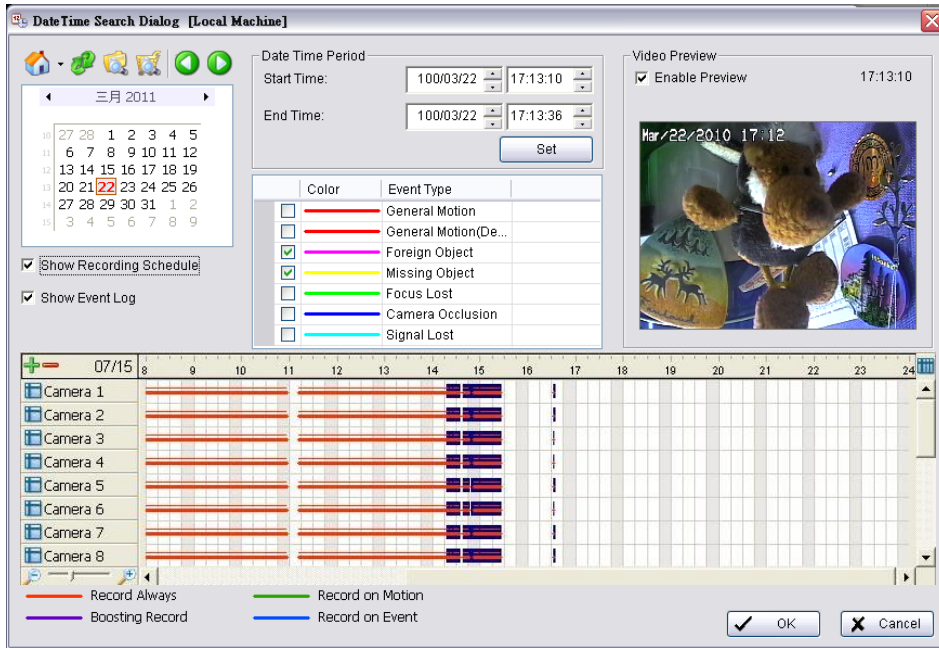 DateTime Search Dialog [Local Machine]
三月 2011
10 27 28 1 2 3 4 5
11 6 7 8 9 10 11 12
12 13 14 15 16 17 18 19
13 20 21 22 23 24 25 26
14 27 28 29 30 31 1 2
15 3 4 5 6 7 8 9
Show Recording Schedule
Show Event Log
Date Time Period
Start Time: 100/03/22 17:13:10
End Time: 100/03/22 17:13:36
Set
Color Event Type
General Motion
General Motion(De...
Foreign Object
Missing Object
Focus Lost
Camera Occlusion
Signal Lost
Video Preview
Enable Preview 17:13:10
Mar/22/2010 17:12
07/15 8 9 10 11 12 13 14 15 16 17 18 19 20 21 22 23 24
Camera 1
Camera 2
Camera 3
Camera 4
Camera 5
Camera 6
Camera 7
Camera 8
Record Always Record on Motion
Boosting Record Record on Event
OK Cancel